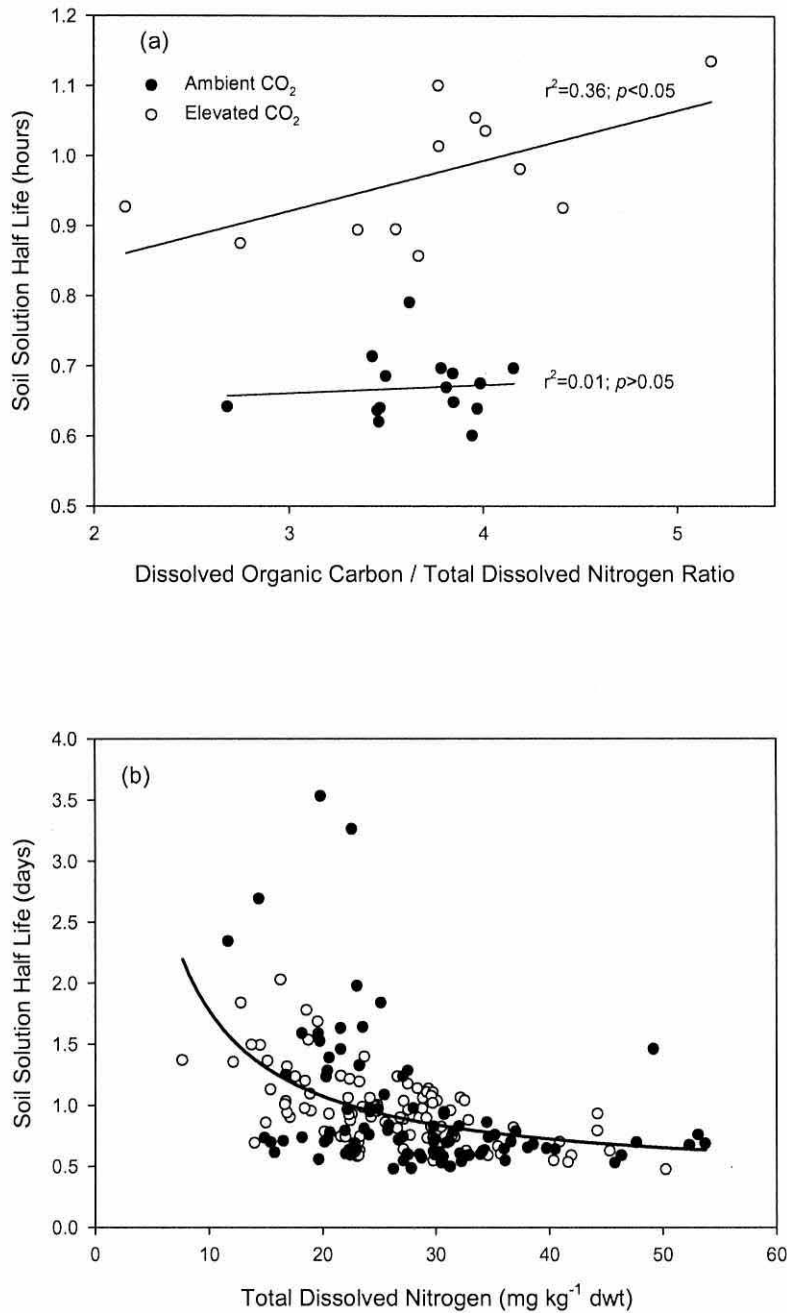 (a)
Ambient CO₂
Elevated CO₂
r²=0.36; p<0.05
r²=0.01; p>0.05
1.2
1.1
1.0
0.9
0.8
0.7
0.6
0.5
Soil Solution Half Life (hours)
2 3 4 5
Dissolved Organic Carbon / Total Dissolved Nitrogen Ratio
(b)
4.0
3.5
3.0
2.5
2.0
1.5
1.0
0.5
0.0
Soil Solution Half Life (days)
0 10 20 30 40 50 60
Total Dissolved Nitrogen (mg kg⁻¹ dwt)